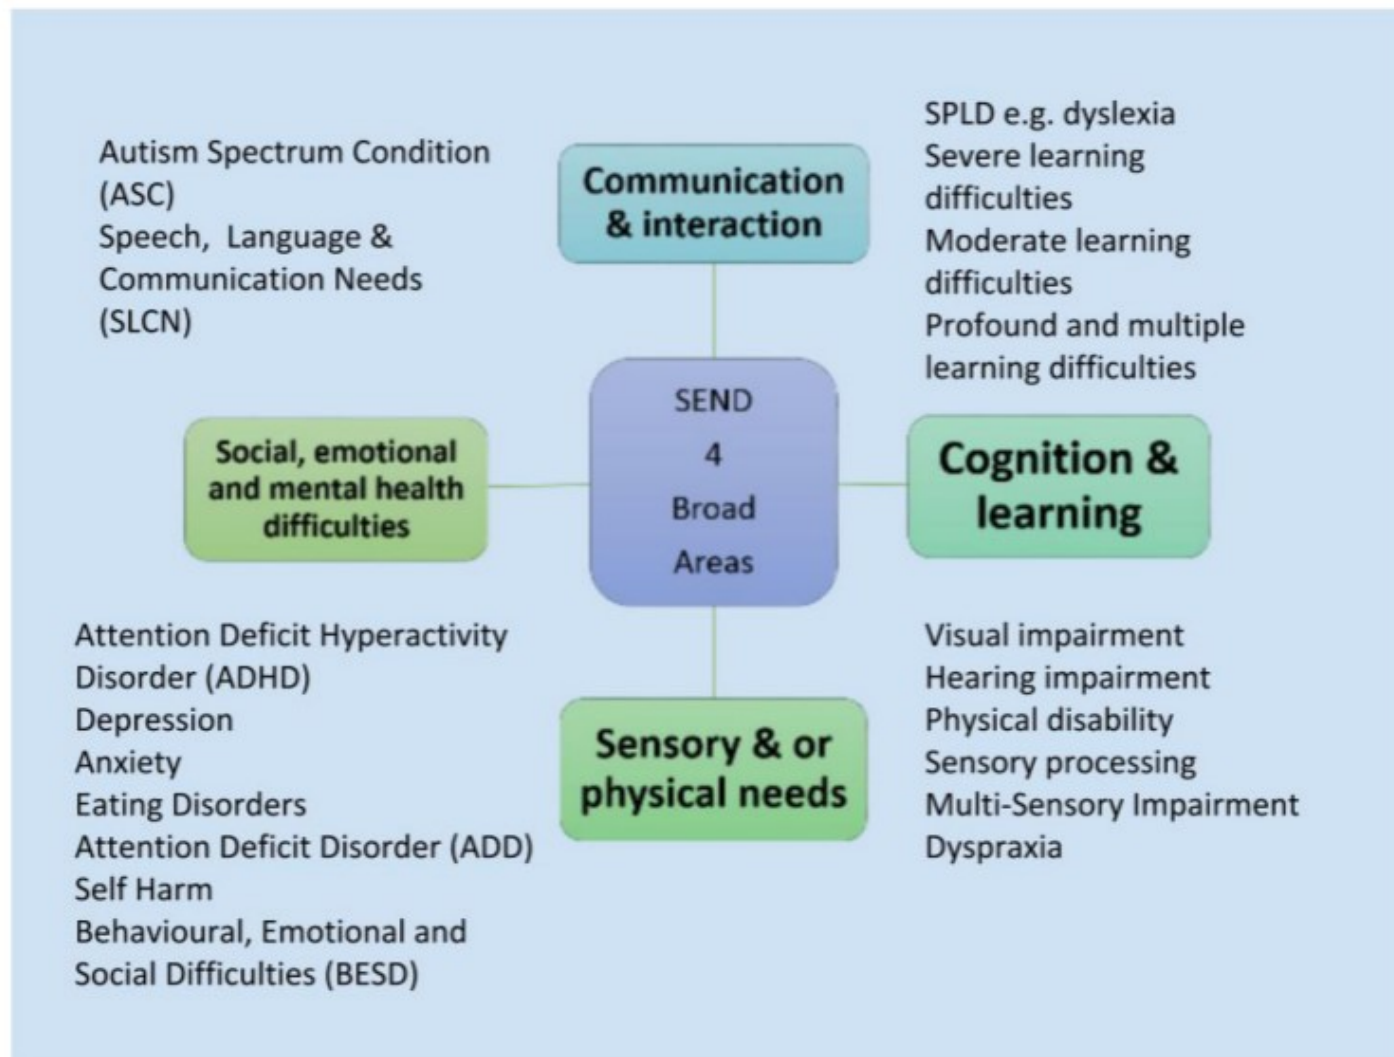 Autism Spectrum Condition
(ASC)
Speech,  Language &
Communication Needs
(SLCN)
Communication
& interaction
SPLD e.g. dyslexia
Severe learning
difficulties
Moderate learning
difficulties
Profound and multiple
learning difficulties
Social, emotional
and mental health
difficulties
SEND
4
Broad
Areas
Cognition &
learning
Attention Deficit Hyperactivity
Disorder (ADHD)
Depression
Anxiety
Eating Disorders
Attention Deficit Disorder (ADD)
Self Harm
Behavioural, Emotional and
Social Difficulties (BESD)
Sensory & or
physical needs
Visual impairment
Hearing impairment
Physical disability
Sensory processing
Multi-Sensory Impairment
Dyspraxia